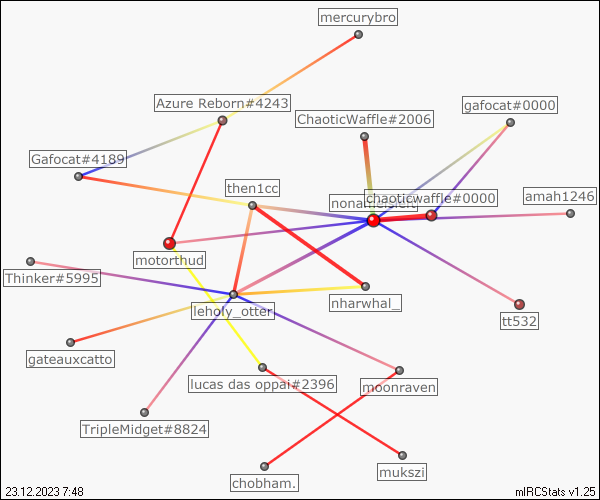 mercurybro
Azure Reborn#4243
gafocat#0000
ChaoticWaffle#2006
Gafocat#4189
then1cc
chaoticwaffle#0000
amah1246
motorthud
Thinker#5995
leholy_otter
nharwhal_
tt532
gateauxcatto
lucas das oppai#2396
moonraven
TripleMidget#8824
chobham.
mukszi
23.12.2023 7:48
mIRCStats v1.25